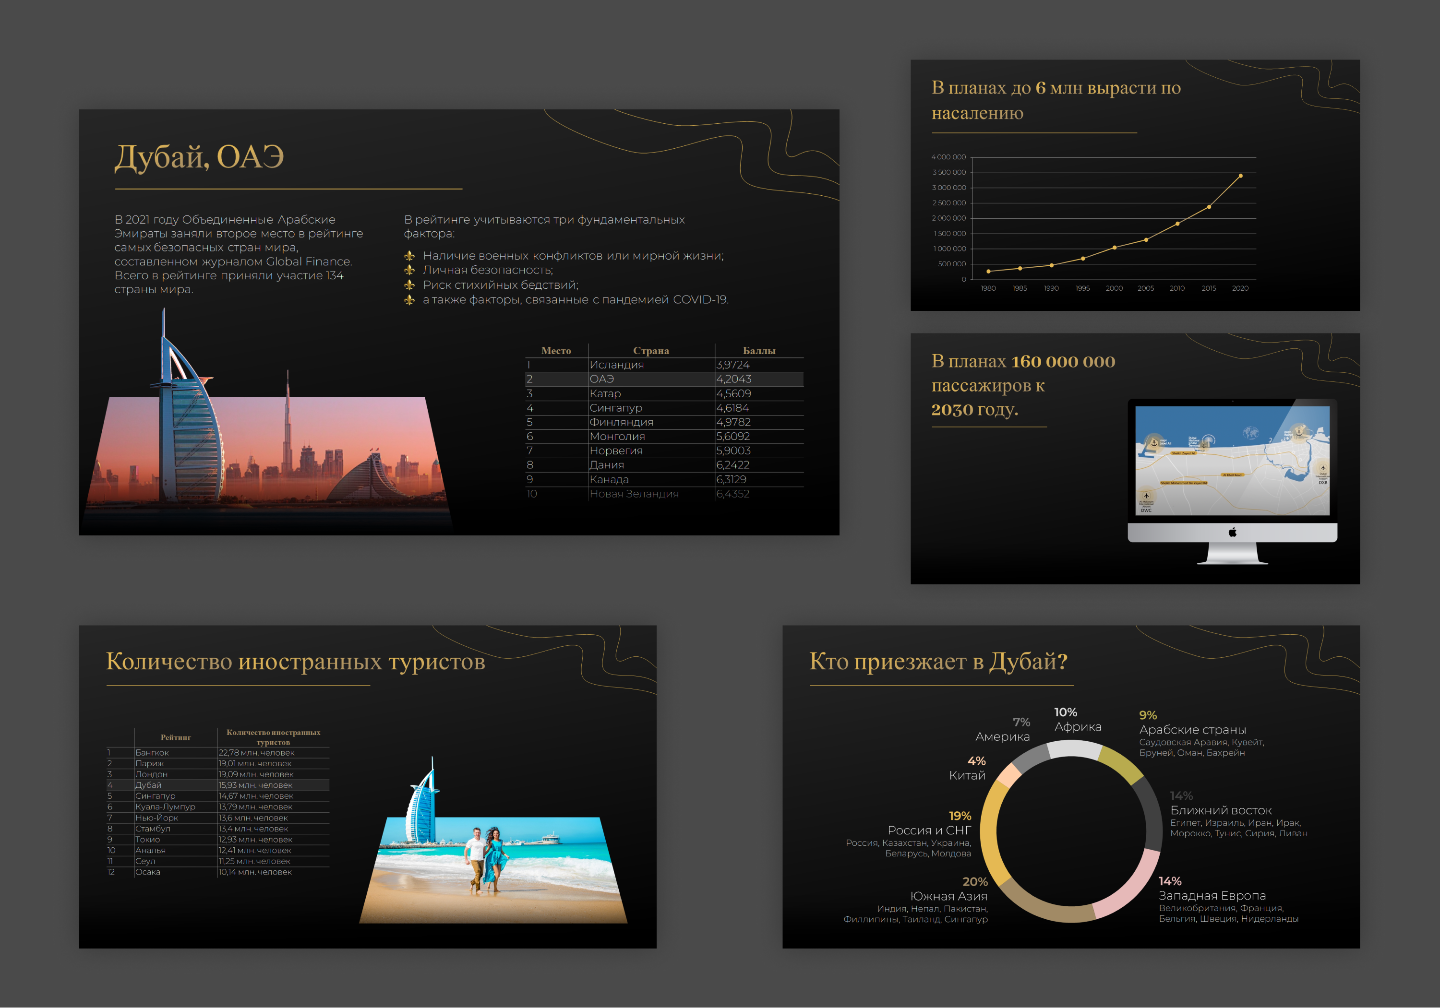 Дубай, ОАЭ
В 2021 году Объединенные Арабские
Эмираты заняли второе место в рейтинге
самых безопасных стран мира,
составленном журналом Global Finance.
Всего в рейтинге приняли участие 134
страны мира.
В рейтинге учитываются три фундаментальных
фактора:
Наличие военных конфликтов или мирной жизни;
Личная безопасность;
Риск стихийных бедствий;
а также факторы, связанные с пандемией COVID-19.
Место Страна Баллы
1 Исландия 3,9724
2 ОАЭ 4,2043
3 Катар 4,5609
4 Сингапур 4,6184
5 Финляндия 4,9782
6 Монголия 5,6092
7 Норвегия 5,9003
8 Дания 6,2422
9 Канада 6,3129
10 Новая Зеландия 6,4352
В планах до 6 млн вырасти по
насалению
4 000 000
3 500 000
3 000 000
2 500 000
2 000 000
1 500 000
1 000 000
500 000
0
1980 1985 1990 1995 2000 2005 2010 2015 2020
В планах 160 000 000
пассажиров к
2030 году.
Количество иностранных туристов
Рейтинг Количество иностранных
туристов
1 Бангкок 22,78 млн. человек
2 Париж 19,01 млн. человек
3 Лондон 19,09 млн. человек
4 Дубай 15,93 млн. человек
5 Сингапур 14,67 млн. человек
6 Куала-Лумпур 13,79 млн. человек
7 Нью-Йорк 13,6 млн. человек
8 Стамбул 13,4 млн. человек
9 Токио 12,93 млн. человек
10 Анталья 12,41 млн. человек
11 Сеул 11,25 млн. человек
12 Осака 10,14 млн. человек
Кто приезжает в Дубай?
10%
Африка
9%
Арабские страны
Саудовская Аравия, Кувейт,
Бруней, Оман, Бахрейн
14%
Ближний восток
Египет, Израиль, Иран, Ирак,
Морокко, Тунис, Сирия, Ливан
14%
Западная Европа
Великобритания, Франция,
Бельгия, Швеция, Нидерланды
20%
Южная Азия
Индия, Непал, Пакистан,
Филлипины, Таиланд, Сингапур
19%
Россия и СНГ
Россия, Казахстан, Украина,
Беларусь, Молдова
4%
Китай
7%
Америка